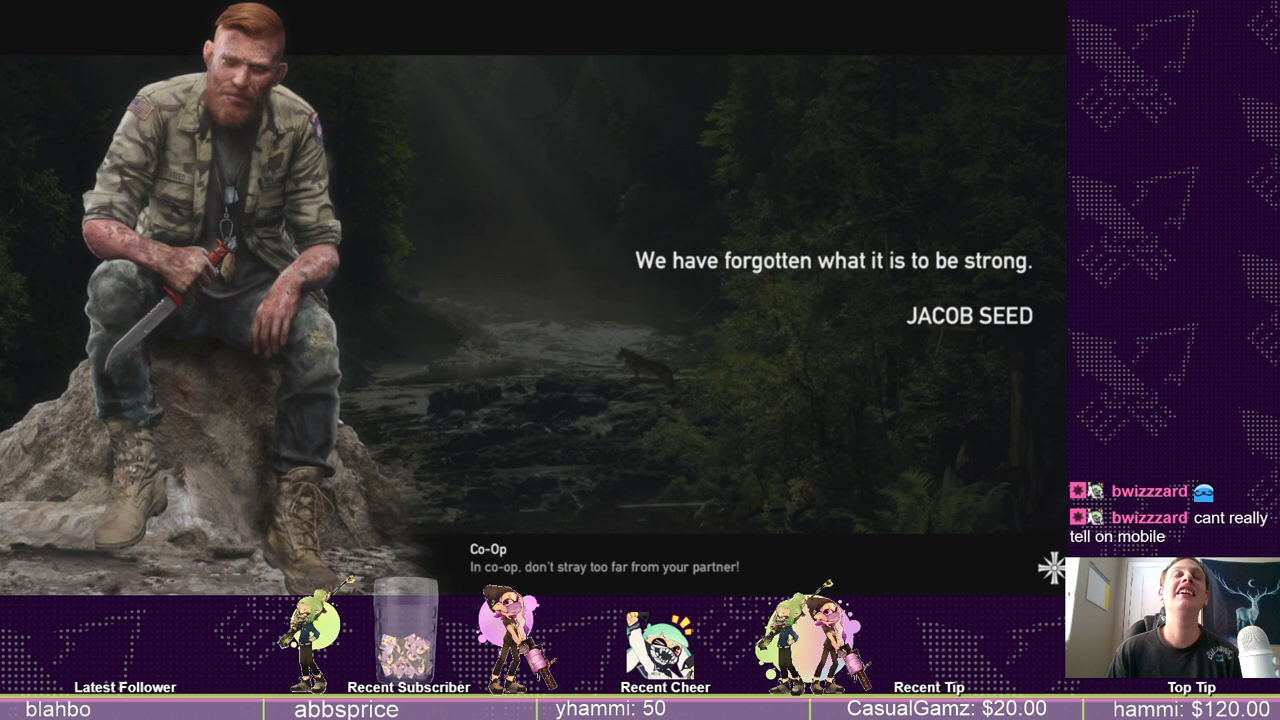 We have forgotten what it is to be strong.
JACOB SEED
Co-Op
In co-op, don't stray too far from your partner!
bwizzzard
bwizzzard cant really
tell on mobile
Latest Follower
Recent Subscriber
Recent Cheer
Recent Tip
Top Tip
blahbo
abbsprice
yhammi: 50
CasualGamz: $20.00
hammi: $120.00